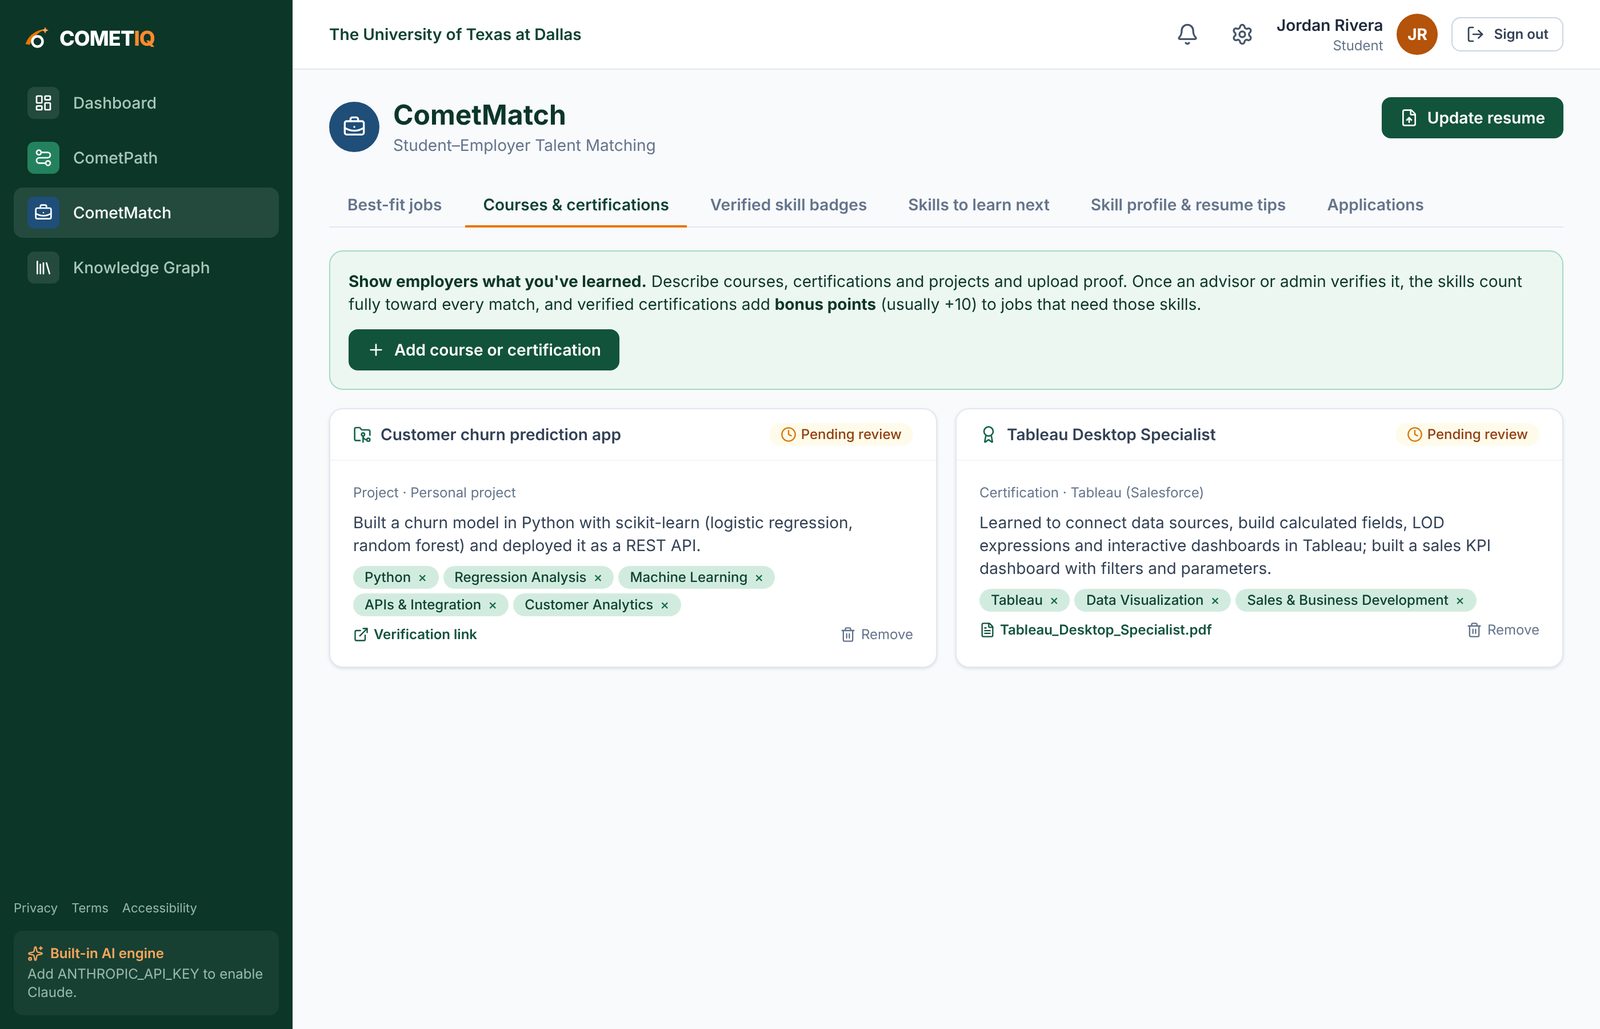 COMETIQ
Dashboard
CometPath
CometMatch
Knowledge Graph
Privacy Terms Accessibility
Built-in AI engine
Add ANTHROPIC_API_KEY to enable
Claude.
The University of Texas at Dallas
Jordan Rivera
Student
JR
Sign out
CometMatch
Student–Employer Talent Matching
Update resume
Best-fit jobs
Courses & certifications
Verified skill badges
Skills to learn next
Skill profile & resume tips
Applications
Show employers what you've learned. Describe courses, certifications and projects and upload proof. Once an advisor or admin verifies it, the skills count
fully toward every match, and verified certifications add bonus points (usually +10) to jobs that need those skills.
+ Add course or certification
Customer churn prediction app
Pending review
Project · Personal project
Built a churn model in Python with scikit-learn (logistic regression,
random forest) and deployed it as a REST API.
Python × Regression Analysis × Machine Learning ×
APIs & Integration × Customer Analytics ×
Verification link
Remove
Tableau Desktop Specialist
Pending review
Certification · Tableau (Salesforce)
Learned to connect data sources, build calculated fields, LOD
expressions and interactive dashboards in Tableau; built a sales KPI
dashboard with filters and parameters.
Tableau × Data Visualization × Sales & Business Development ×
Tableau_Desktop_Specialist.pdf
Remove